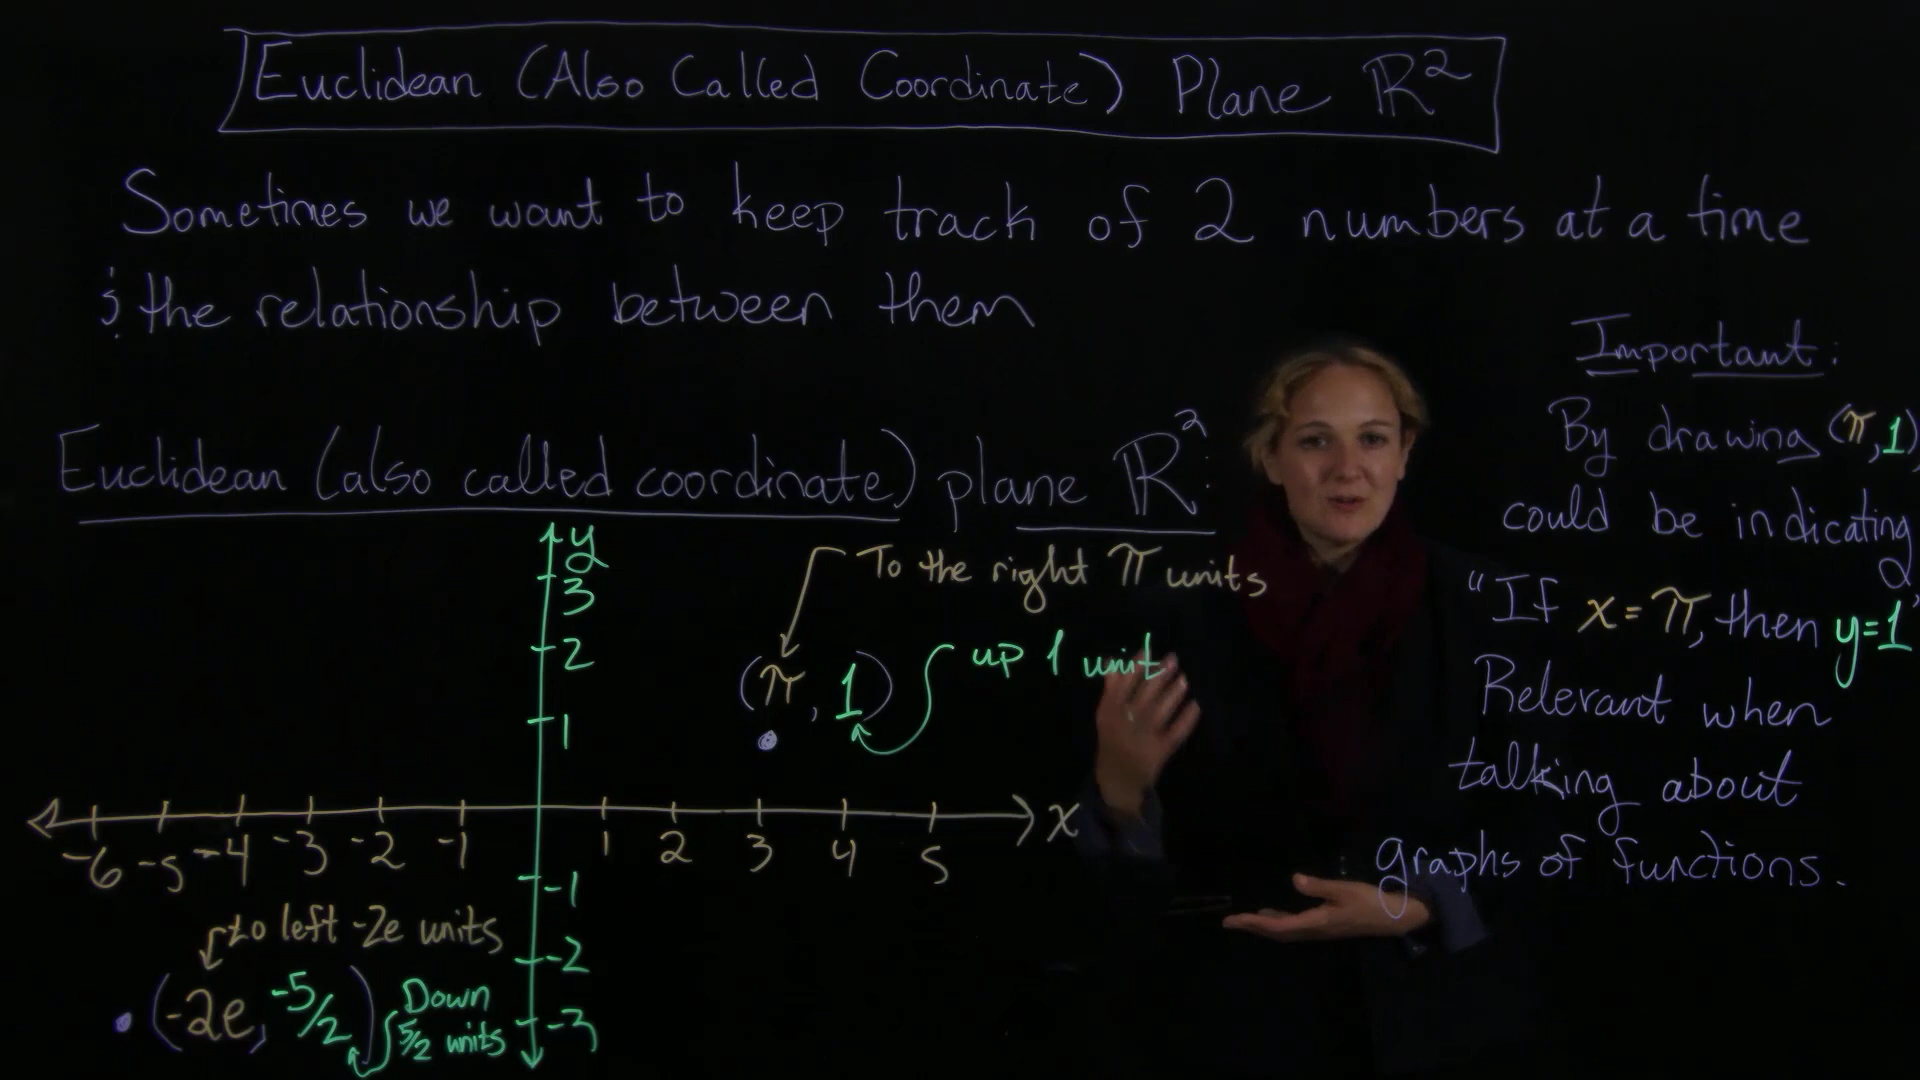 Euclidean (Also Called Coordinate) Plane ℝ²
Sometimes we want to keep track of 2 numbers at a time
& the relationship between them
Euclidean (also called coordinate) plane ℝ²:
y
3
2
1
To the right π units
(π, 1)
up 1 unit
-6 -5 -4 -3 -2 -1 1 2 3 4 5 x
-1
-2
-3
to left -2e units
(-2e, -5/2)
Down
5/2 units
Important:
By drawing (π, 1),
could be indicating
"If x = π, then y=1"
Relevant when
talking about
graphs of functions.